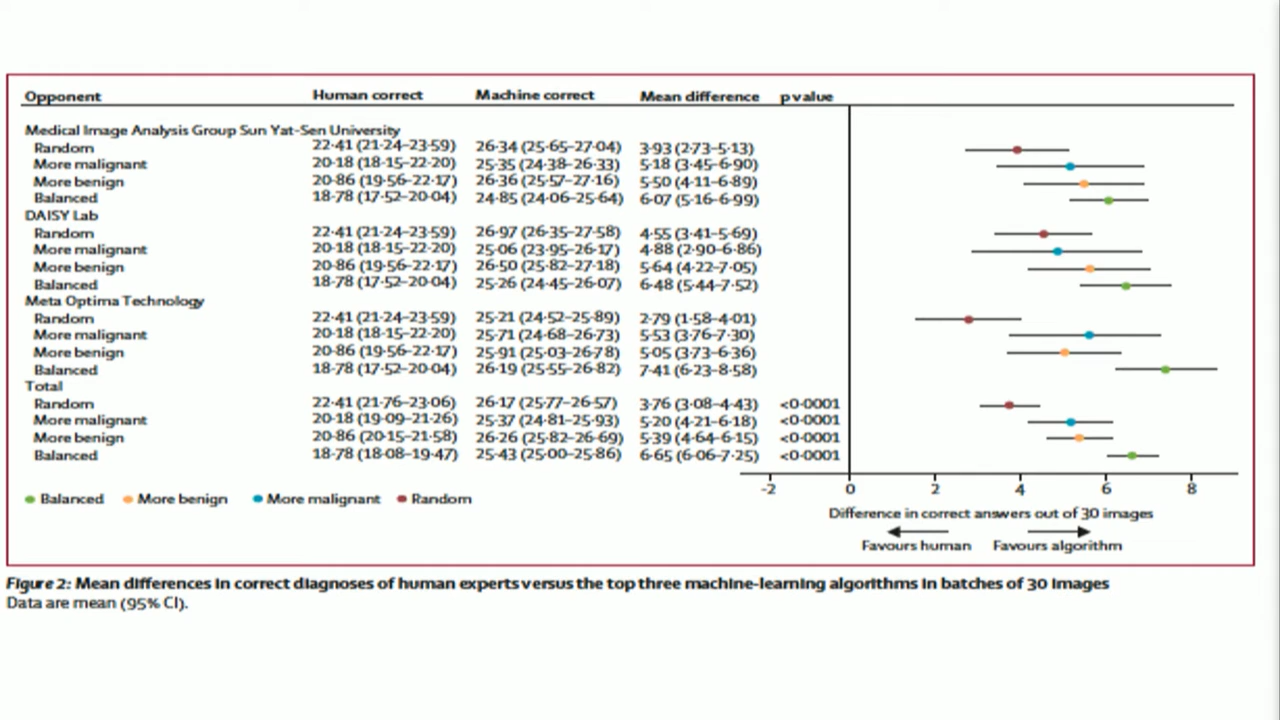 Opponent Human correct Machine correct Mean difference p value
Medical Image Analysis Group Sun Yat-Sen University
Random 22·41 (21·24–23·59) 26·34 (25·65–27·04) 3·93 (2·73–5·13)
More malignant 20·18 (18·15–22·20) 25·35 (24·38–26·33) 5·18 (3·45–6·90)
More benign 20·86 (19·56–22·17) 26·36 (25·57–27·16) 5·50 (4·11–6·89)
Balanced 18·78 (17·52–20·04) 24·85 (24·06–25·64) 6·07 (5·16–6·99)
DAISY Lab
Random 22·41 (21·24–23·59) 26·97 (26·35–27·58) 4·55 (3·41–5·69)
More malignant 20·18 (18·15–22·20) 25·06 (23·95–26·17) 4·88 (2·90–6·86)
More benign 20·86 (19·56–22·17) 26·50 (25·82–27·18) 5·64 (4·22–7·05)
Balanced 18·78 (17·52–20·04) 25·26 (24·45–26·07) 6·48 (5·44–7·52)
Meta Optima Technology
Random 22·41 (21·24–23·59) 25·21 (24·52–25·89) 2·79 (1·58–4·01)
More malignant 20·18 (18·15–22·20) 25·71 (24·68–26·73) 5·53 (3·76–7·30)
More benign 20·86 (19·56–22·17) 25·91 (25·03–26·78) 5·05 (3·73–6·36)
Balanced 18·78 (17·52–20·04) 26·19 (25·55–26·82) 7·41 (6·23–8·58)
Total
Random 22·41 (21·76–23·06) 26·17 (25·77–26·57) 3·76 (3·08–4·43) <0·0001
More malignant 20·18 (19·09–21·26) 25·37 (24·81–25·93) 5·20 (4·21–6·18) <0·0001
More benign 20·86 (20·15–21·58) 26·26 (25·82–26·69) 5·39 (4·64–6·15) <0·0001
Balanced 18·78 (18·08–19·47) 25·43 (25·00–25·86) 6·65 (6·06–7·25) <0·0001
-2 0 2 4 6 8
Balanced More benign More malignant Random
Difference in correct answers out of 30 images
Favours human Favours algorithm
Figure 2: Mean differences in correct diagnoses of human experts versus the top three machine-learning algorithms in batches of 30 images
Data are mean (95% CI).